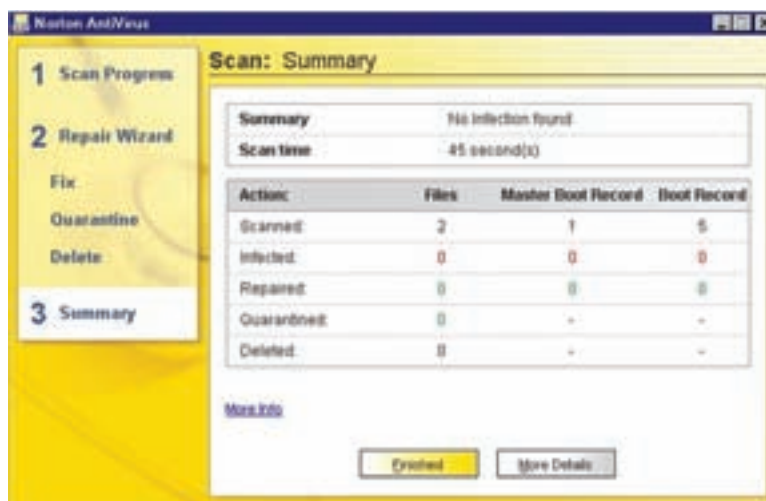 Norton AntiVirus
1 Scan Progress
2 Repair Wizard
Fix
Quarantine
Delete
3 Summary
Scan: Summary
Summary No infection found
Scan time 45 second(s)
Action: Files Master Boot Record Boot Record
Scanned: 2 1 5
Infected: 0 0 0
Repaired: 0 0 0
Quarantined: 0 - -
Deleted: 0 - -
More Info
Finished More Details